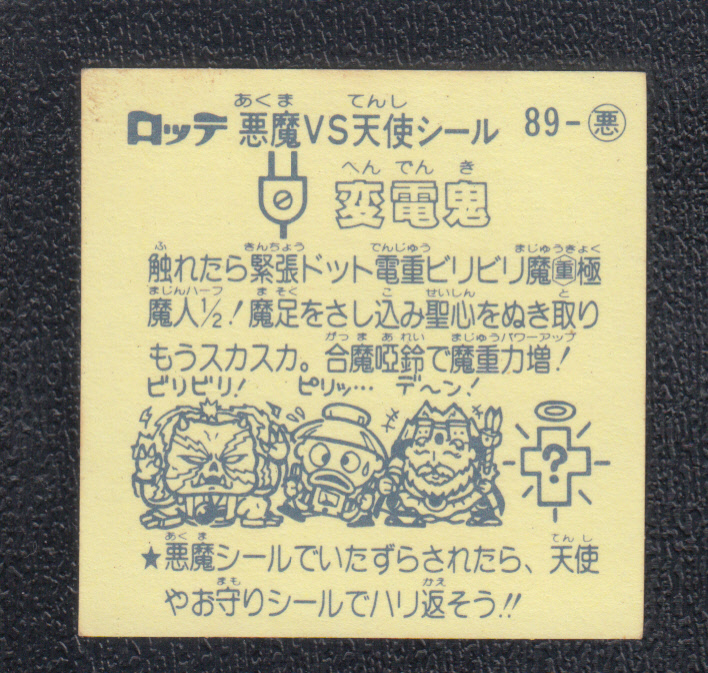 あくま てんし
ロッテ 悪魔VS天使シール 89-悪
へん でん き
変電鬼
ふ きんちょう でんじゅう まじゅうきょく
触れたら緊張ドット電重ビリビリ魔重極
まじんハーフ まそく こ せいしん と
魔人½!魔足をさし込み聖心をぬき取り
がっま あれい まじゅうパワーアップ
もうスカスカ。合魔啞鈴で魔重力増!
ビリビリ! ピリッ… デ〜ン!
?
あくま てんし
★悪魔シールでいたずらされたら、天使
まも かえ
やお守りシールでハリ返そう!!